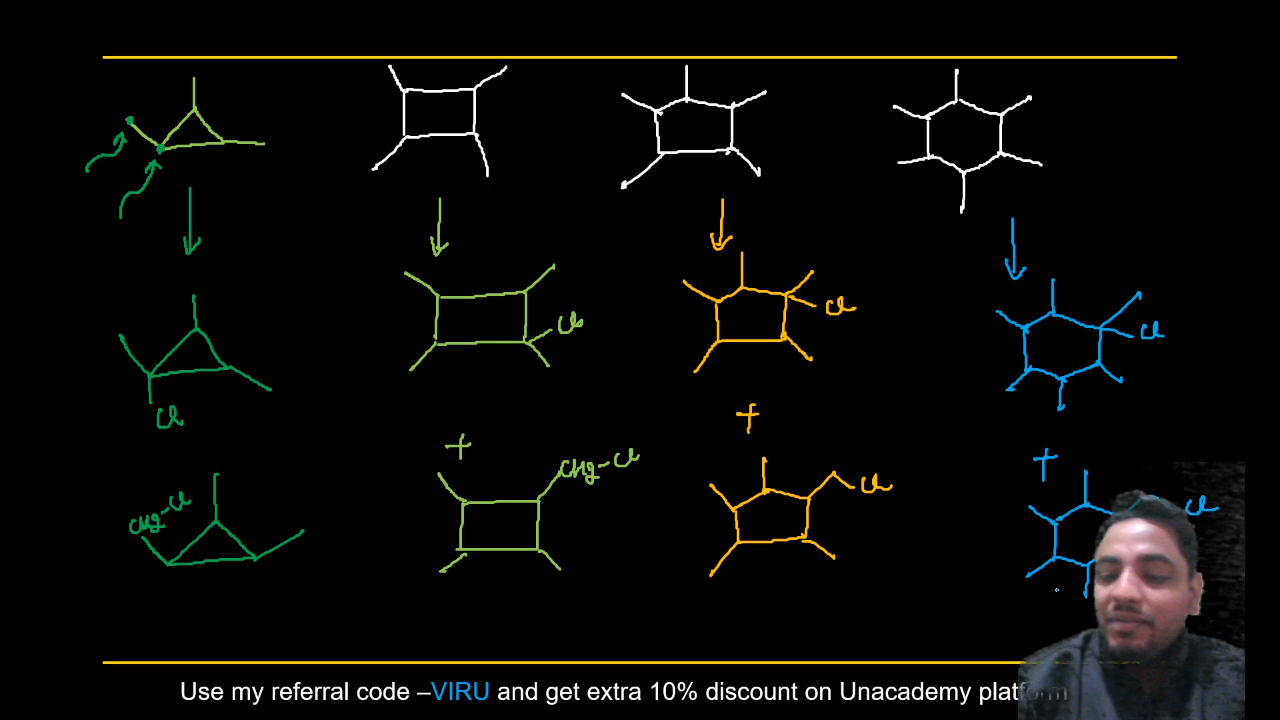 Cl
Cl
Cl
Cl
CH2-Cl
CH2-Cl
Cl
Cl
Use my referral code –VIRU and get extra 10% discount on Unacademy platform